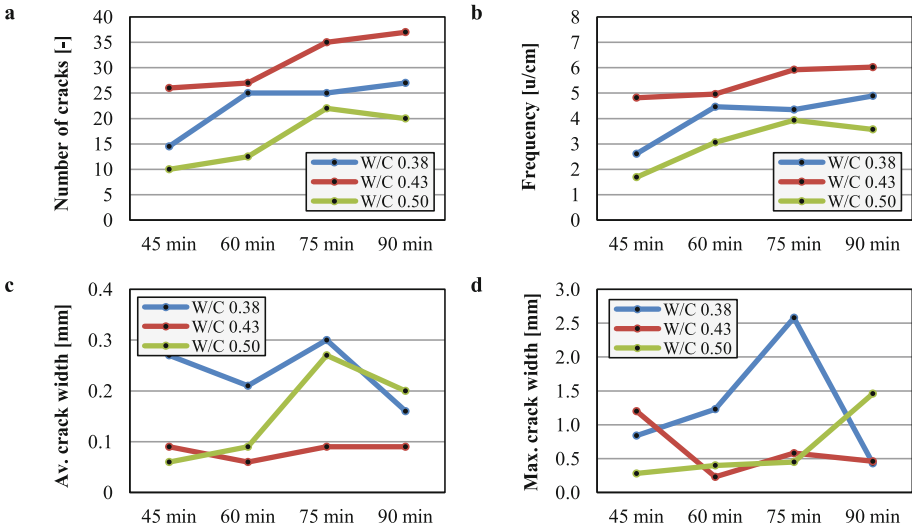 a
Number of cracks [-]
40
35
30
25
20
15
10
5
0
W/C 0.38
W/C 0.43
W/C 0.50
45 min 60 min 75 min 90 min
b
Frequency [u/cm]
8
7
6
5
4
3
2
1
0
W/C 0.38
W/C 0.43
W/C 0.50
45 min 60 min 75 min 90 min
c
Av. crack width [mm]
0.4
0.3
0.2
0.1
0
W/C 0.38
W/C 0.43
W/C 0.50
45 min 60 min 75 min 90 min
d
Max. crack width [mm]
3.0
2.5
2.0
1.5
1.0
0.5
0.0
W/C 0.38
W/C 0.43
W/C 0.50
45 min 60 min 75 min 90 min